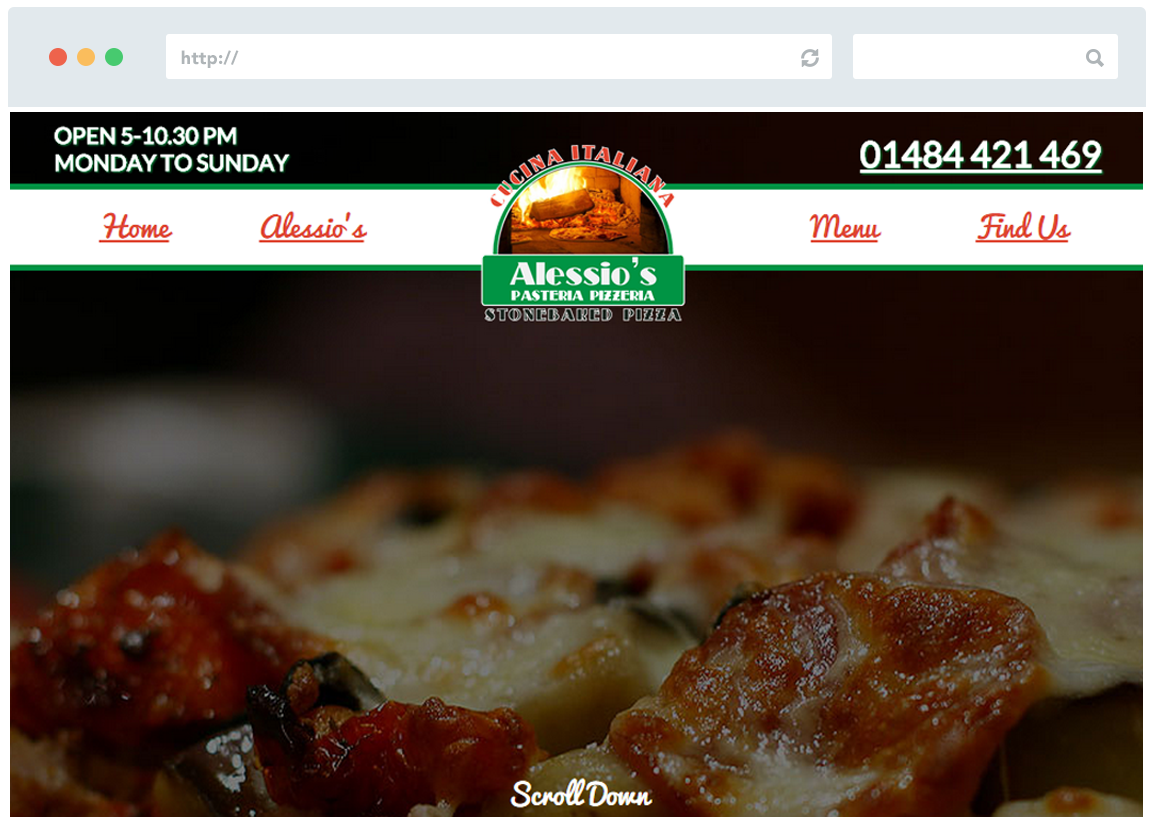 http://
OPEN 5-10.30 PM
MONDAY TO SUNDAY
01484 421 469
CUCINA ITALIANA
Home
Alessio's
Menu
Find Us
Alessio's
PASTERIA PIZZERIA
STONEBAKED PIZZA
Scroll Down